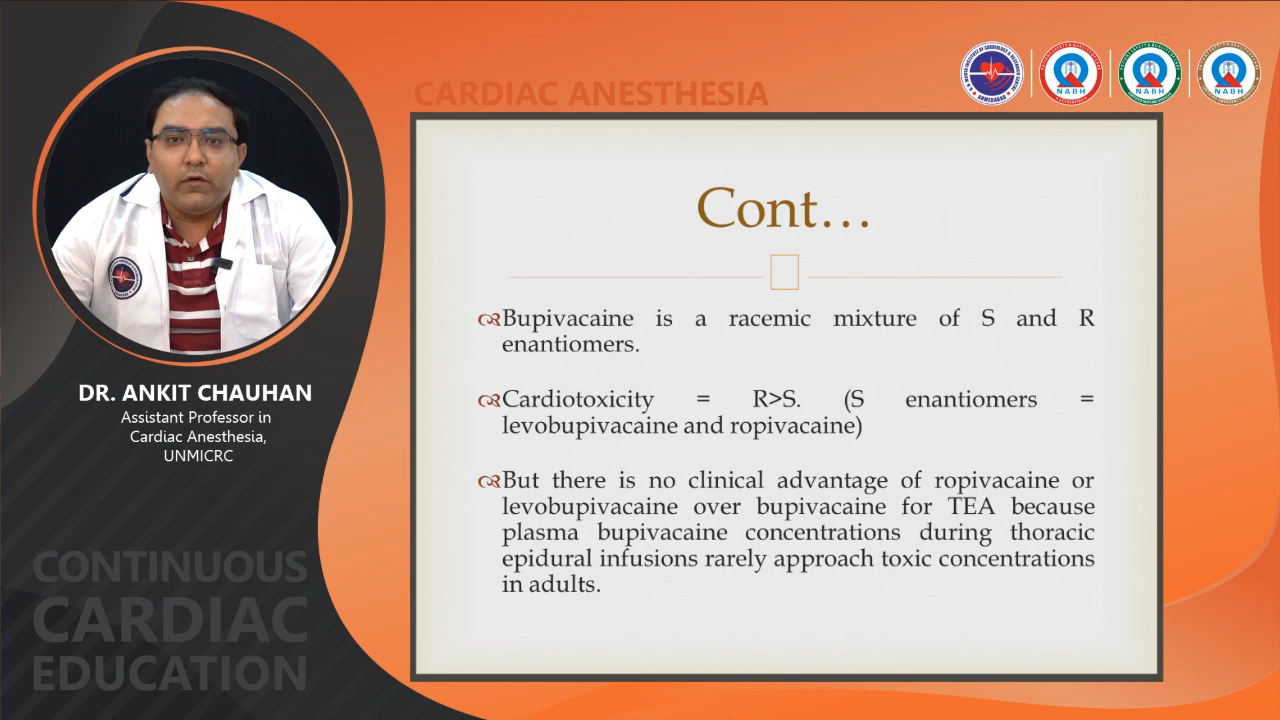 CARDIAC ANESTHESIA
NABH
NABH
NABH
Cont...
Bupivacaine is a racemic mixture of S and R
enantiomers.
Cardiotoxicity = R>S. (S enantiomers =
levobupivacaine and ropivacaine)
But there is no clinical advantage of ropivacaine or
levobupivacaine over bupivacaine for TEA because
plasma bupivacaine concentrations during thoracic
epidural infusions rarely approach toxic concentrations
in adults.
DR. ANKIT CHAUHAN
Assistant Professor in
Cardiac Anesthesia,
UNMICRC
CONTINUOUS
CARDIAC
EDUCATION